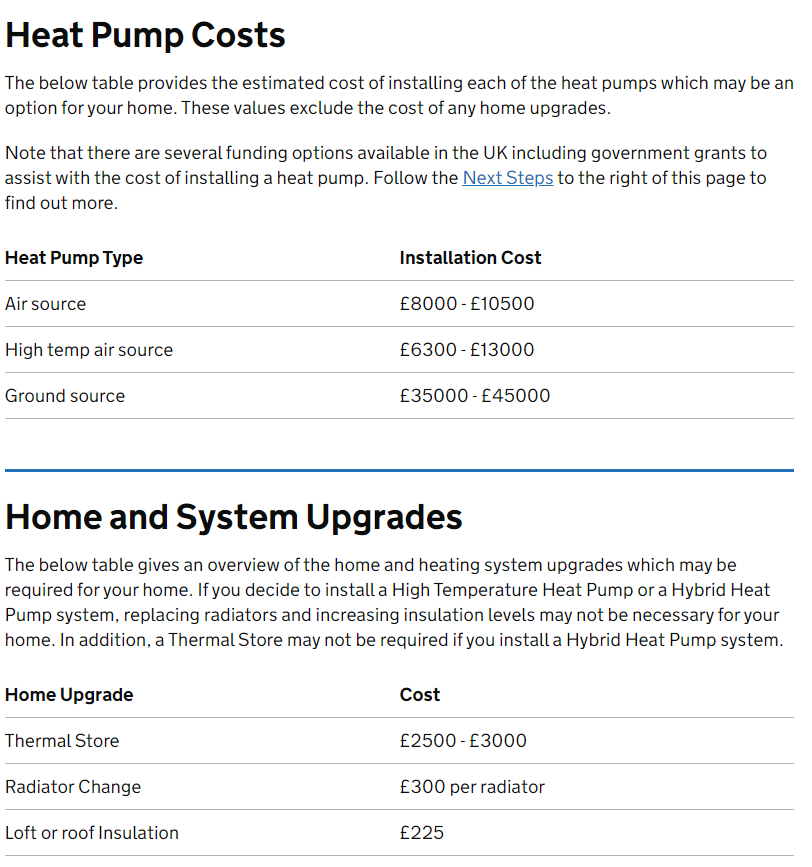 Heat Pump Costs
The below table provides the estimated cost of installing each of the heat pumps which may be an
option for your home. These values exclude the cost of any home upgrades.
Note that there are several funding options available in the UK including government grants to
assist with the cost of installing a heat pump. Follow the Next Steps to the right of this page to
find out more.
Heat Pump Type Installation Cost
Air source £8000 - £10500
High temp air source £6300 - £13000
Ground source £35000 - £45000
Home and System Upgrades
The below table gives an overview of the home and heating system upgrades which may be
required for your home. If you decide to install a High Temperature Heat Pump or a Hybrid Heat
Pump system, replacing radiators and increasing insulation levels may not be necessary for your
home. In addition, a Thermal Store may not be required if you install a Hybrid Heat Pump system.
Home Upgrade Cost
Thermal Store £2500 - £3000
Radiator Change £300 per radiator
Loft or roof Insulation £225